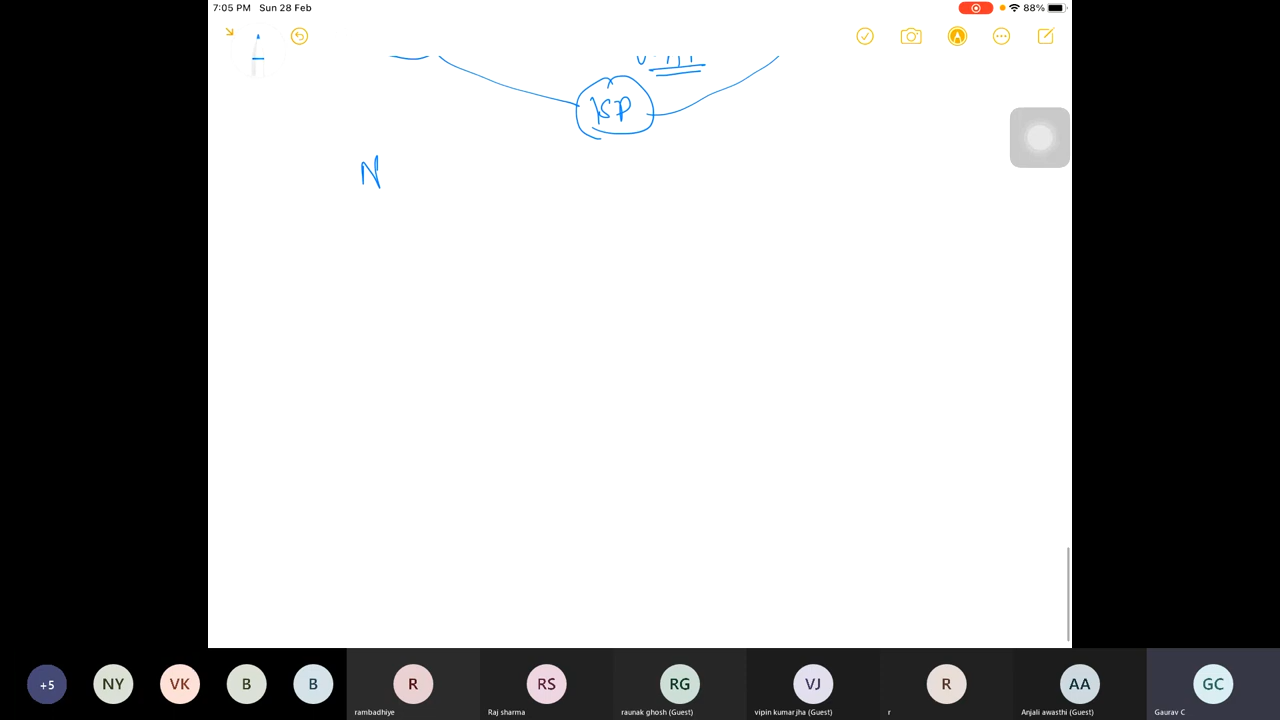 7:05 PM Sun 28 Feb 88%
ISP
N
+5 NY VK B B R RS RG VJ R AA GC
rambadhiye Raj sharma raunak ghosh (Guest) vipin kumar jha (Guest) r Anjali awasthi (Guest) Gaurav C